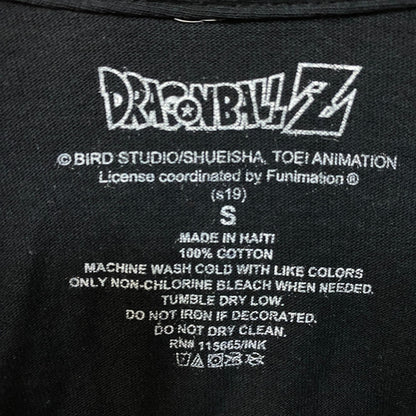 DRAGONBALL Z
© BIRD STUDIO/SHUEISHA, TOEI ANIMATION
License coordinated by Funimation ®
(s19)
S
MADE IN HAITI
100% COTTON
MACHINE WASH COLD WITH LIKE COLORS
ONLY NON-CHLORINE BLEACH WHEN NEEDED.
TUMBLE DRY LOW.
DO NOT IRON IF DECORATED.
DO NOT DRY CLEAN.
RN# 115665/INK